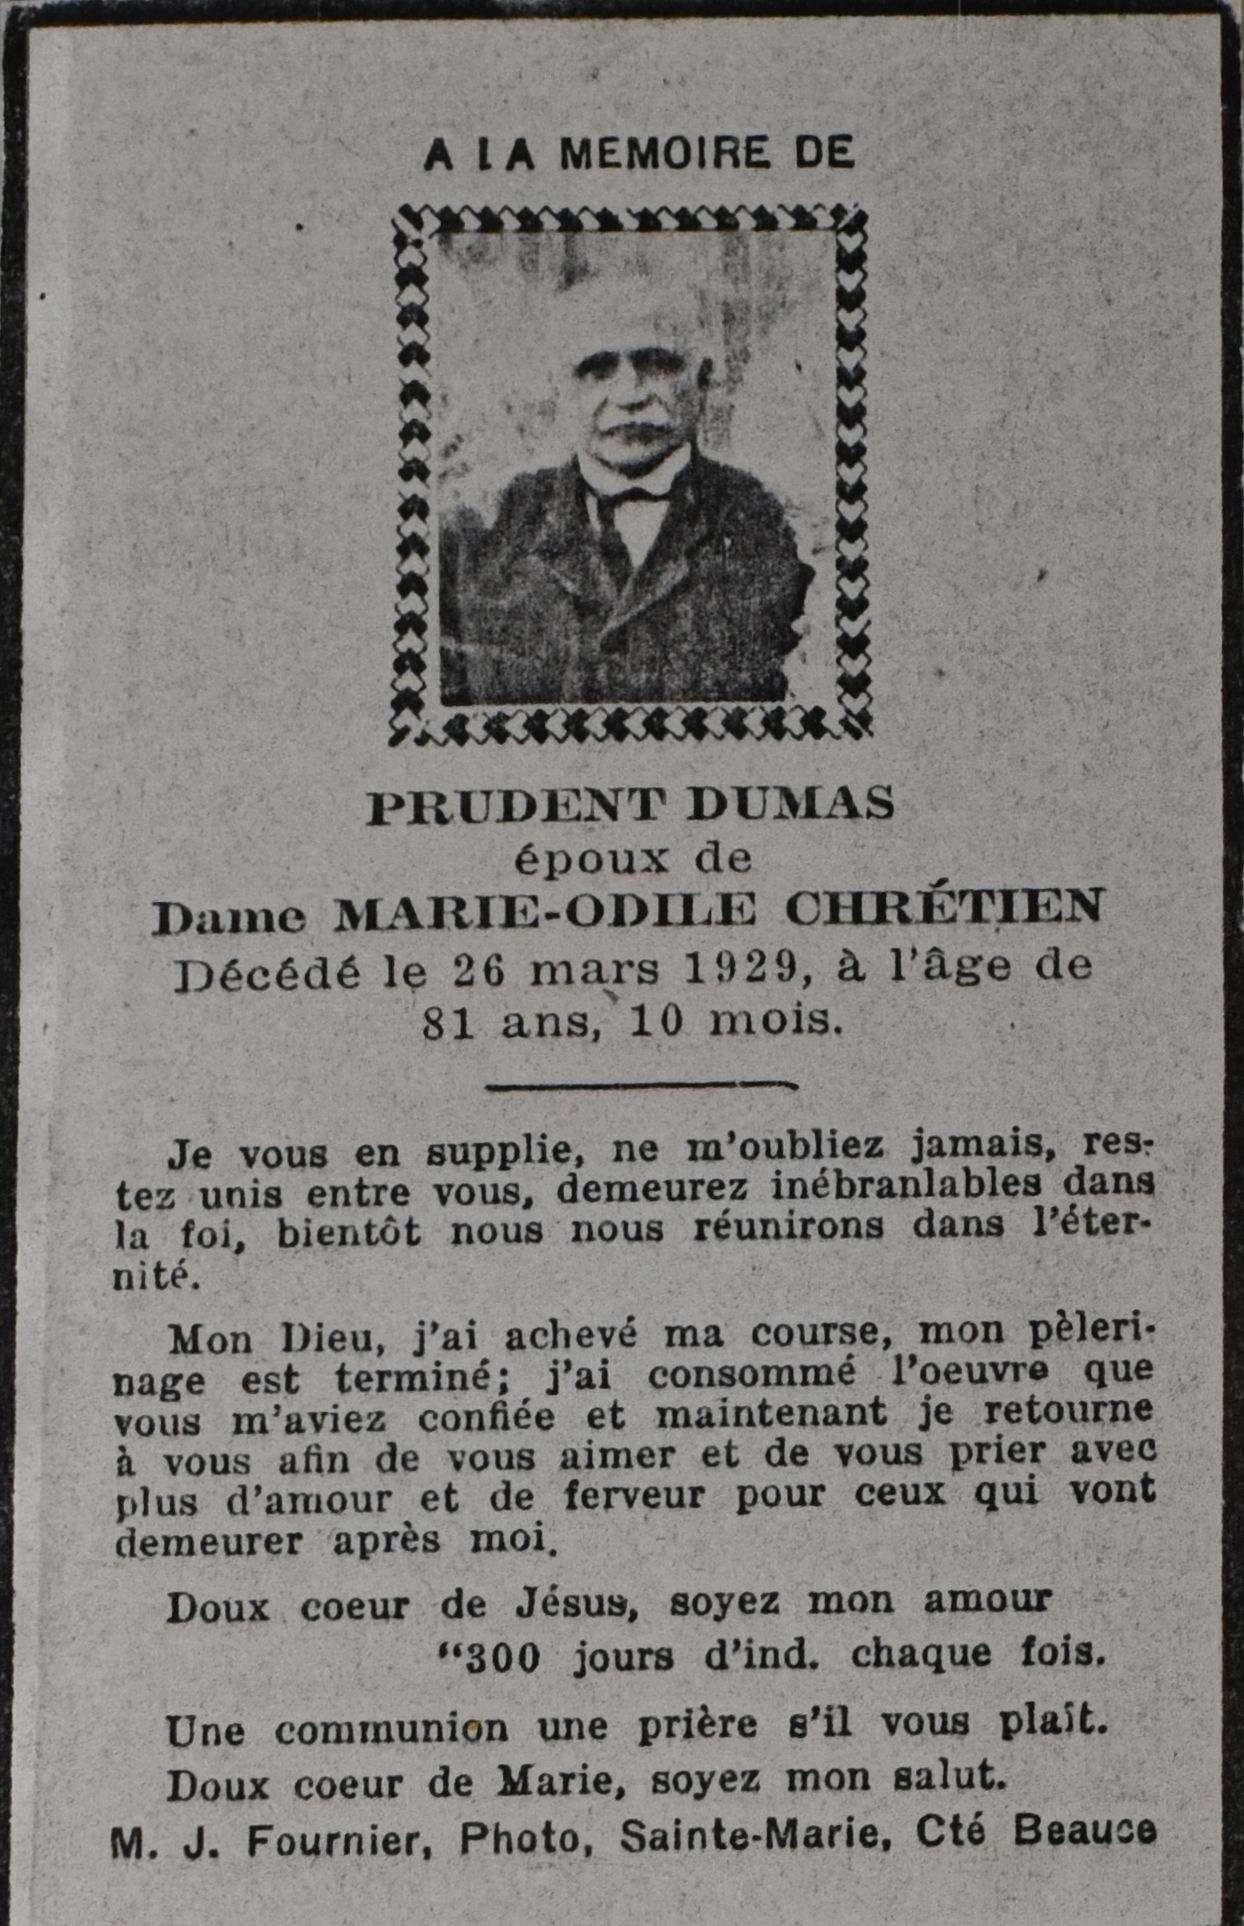 A LA MEMOIRE DE
PRUDENT DUMAS
époux de
Dame MARIE-ODILE CHRÉTIEN
Décédé le 26 mars 1929, à l'âge de
81 ans, 10 mois.
Je vous en supplie, ne m'oubliez jamais, res-
tez unis entre vous, demeurez inébranlables dans
la foi, bientôt nous nous réunirons dans l'éter-
nité.
Mon Dieu, j'ai achevé ma course, mon pèleri-
nage est terminé; j'ai consommé l'oeuvre que
vous m'aviez confiée et maintenant je retourne
à vous afin de vous aimer et de vous prier avec
plus d'amour et de ferveur pour ceux qui vont
demeurer après moi.
Doux coeur de Jésus, soyez mon amour
"300 jours d'ind. chaque fois.
Une communion une prière s'il vous plaît.
Doux coeur de Marie, soyez mon salut.
M. J. Fournier, Photo, Sainte-Marie, Cté Beauce